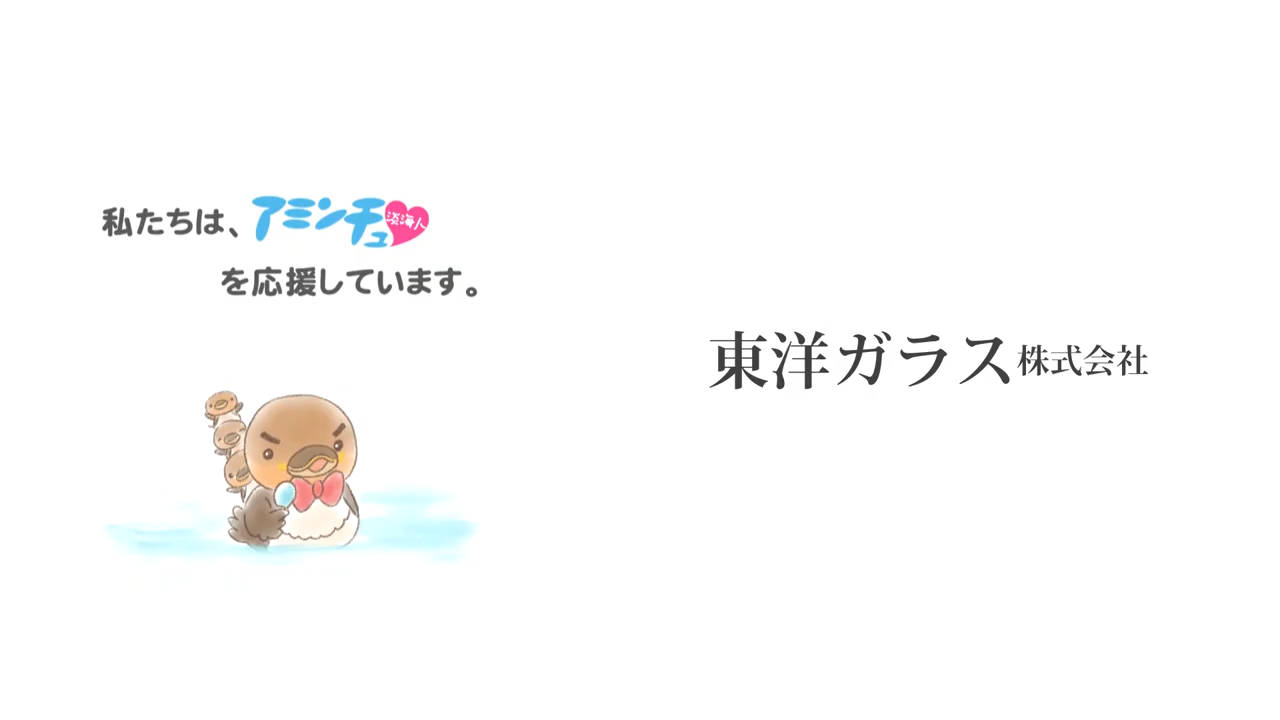 私たちは、アミンチュ淡海人
を応援しています。
東洋ガラス株式会社